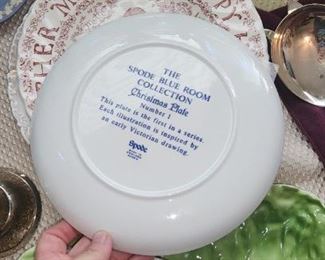 THE
SPODE BLUE ROOM
COLLECTION
Christmas Plate
Number 1
This plate is the first in a series.
Each illustration is inspired by
an early Victorian drawing.
Spode